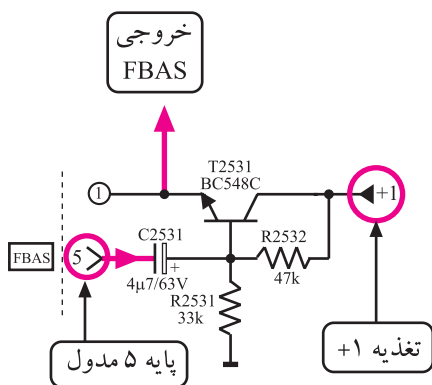 خروجی
FBAS
T2531
BC548C
1
+1
C2531
R2532
FBAS
5
+
4µ7/63V
47k
R2531
33k
پایه ۵ مدول
تغذیه ۱+